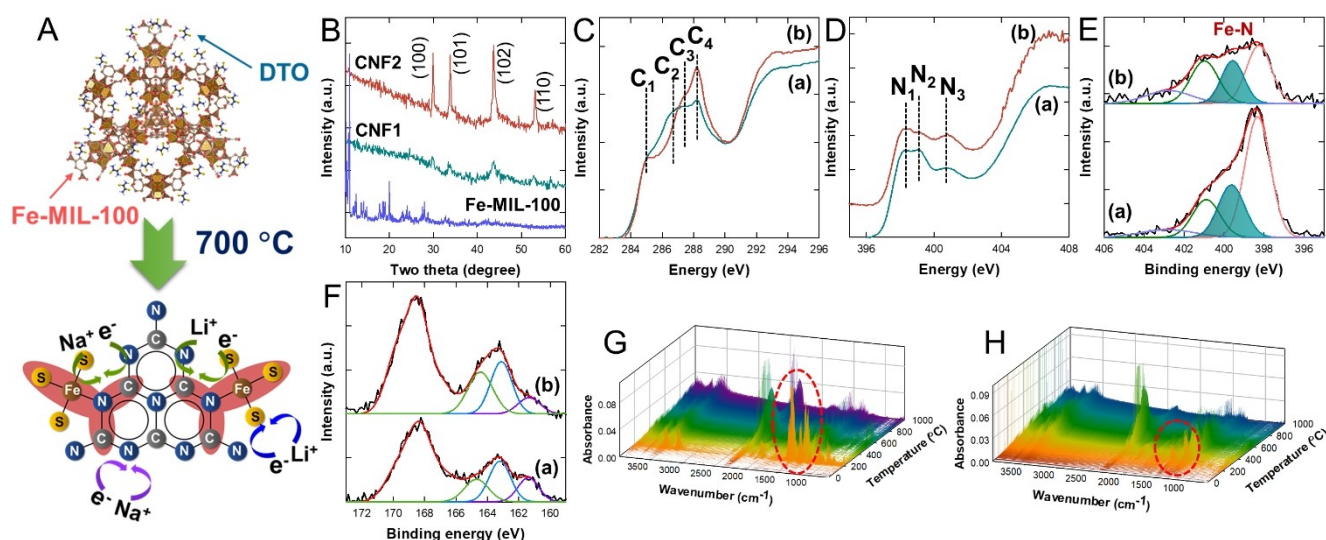 A
DTO
Fe-MIL-100
700 °C
N
C
Na⁺ e⁻
Li⁺
e⁻
N
N
S
S
S
S
Fe
Fe
S
S
C
C
N
N
N
C
C
C
N
N
N
N
e⁻ Li⁺
e⁻
Na⁺
B
Intensity (a.u.)
CNF2
(100)
(101)
(102)
(110)
CNF1
Fe-MIL-100
10 20 30 40 50 60
Two theta (degree)
C
Intensity (a.u.)
C₁
C₂
C₃
C₄
(b)
(a)
282 284 286 288 290 292 294 296
Energy (eV)
D
Intensity (a.u.)
N₁
N₂
N₃
(b)
(a)
396 400 404 408
Energy (eV)
E
Intensity (a.u.)
Fe-N
(b)
(a)
406 404 402 400 398 396
Binding energy (eV)
F
Intensity (a.u.)
(b)
(a)
172 170 168 166 164 162 160
Binding energy (eV)
G
Absorbance
0.08
0.04
0.00
3500 3000 2500 2000 1500 1000
Wavenumber (cm⁻¹)
0 200 400 600 800 1000
Temperature (°C)
H
Absorbance
0.12
0.09
0.06
0.03
0.00
3500 3000 2500 2000 1500 1000
Wavenumber (cm⁻¹)
0 200 400 600 800 1000
Temperature (°C)